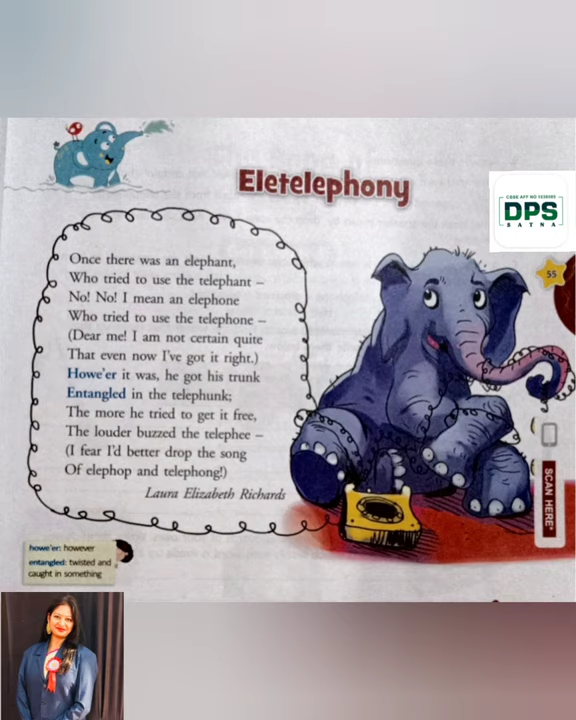 Eletelephony
CBSE AFF NO 1030303
DPS
SATNA
55
Once there was an elephant,
Who tried to use the telephant –
No! No! I mean an elephone
Who tried to use the telephone –
(Dear me! I am not certain quite
That even now I've got it right.)
Howe'er it was, he got his trunk
Entangled in the telephunk;
The more he tried to get it free,
The louder buzzed the telephee –
(I fear I'd better drop the song
Of elephop and telephong!)
Laura Elizabeth Richards
SCAN HERE*
howe'er: however
entangled: twisted and
caught in something